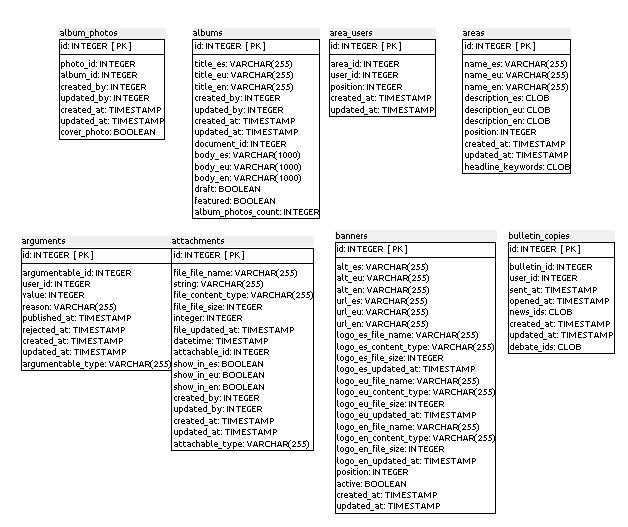 album_photos
id: INTEGER [ PK ]
photo_id: INTEGER
album_id: INTEGER
created_by: INTEGER
updated_by: INTEGER
created_at: TIMESTAMP
updated_at: TIMESTAMP
cover_photo: BOOLEAN
albums
id: INTEGER [ PK ]
title_es: VARCHAR(255)
title_eu: VARCHAR(255)
title_en: VARCHAR(255)
created_by: INTEGER
updated_by: INTEGER
created_at: TIMESTAMP
updated_at: TIMESTAMP
document_id: INTEGER
body_es: VARCHAR(1000)
body_eu: VARCHAR(1000)
body_en: VARCHAR(1000)
draft: BOOLEAN
featured: BOOLEAN
album_photos_count: INTEGER
area_users
id: INTEGER [ PK ]
area_id: INTEGER
user_id: INTEGER
position: INTEGER
created_at: TIMESTAMP
updated_at: TIMESTAMP
areas
id: INTEGER [ PK ]
name_es: VARCHAR(255)
name_eu: VARCHAR(255)
name_en: VARCHAR(255)
description_es: CLOB
description_eu: CLOB
description_en: CLOB
position: INTEGER
created_at: TIMESTAMP
updated_at: TIMESTAMP
headline_keywords: CLOB
arguments
id: INTEGER [ PK ]
argumentable_id: INTEGER
user_id: INTEGER
value: INTEGER
reason: VARCHAR(255)
published_at: TIMESTAMP
rejected_at: TIMESTAMP
created_at: TIMESTAMP
updated_at: TIMESTAMP
argumentable_type: VARCHAR(255)
attachments
id: INTEGER [ PK ]
file_file_name: VARCHAR(255)
string: VARCHAR(255)
file_content_type: VARCHAR(255)
file_file_size: INTEGER
integer: INTEGER
file_updated_at: TIMESTAMP
datetime: TIMESTAMP
attachable_id: INTEGER
show_in_es: BOOLEAN
show_in_eu: BOOLEAN
show_in_en: BOOLEAN
created_by: INTEGER
updated_by: INTEGER
created_at: TIMESTAMP
updated_at: TIMESTAMP
attachable_type: VARCHAR(255)
banners
id: INTEGER [ PK ]
alt_es: VARCHAR(255)
alt_eu: VARCHAR(255)
alt_en: VARCHAR(255)
url_es: VARCHAR(255)
url_eu: VARCHAR(255)
url_en: VARCHAR(255)
logo_es_file_name: VARCHAR(255)
logo_es_content_type: VARCHAR(255)
logo_es_file_size: INTEGER
logo_es_updated_at: TIMESTAMP
logo_eu_file_name: VARCHAR(255)
logo_eu_content_type: VARCHAR(255)
logo_eu_file_size: INTEGER
logo_eu_updated_at: TIMESTAMP
logo_en_file_name: VARCHAR(255)
logo_en_content_type: VARCHAR(255)
logo_en_file_size: INTEGER
logo_en_updated_at: TIMESTAMP
position: INTEGER
active: BOOLEAN
created_at: TIMESTAMP
updated_at: TIMESTAMP
bulletin_copies
id: INTEGER [ PK ]
bulletin_id: INTEGER
user_id: INTEGER
sent_at: TIMESTAMP
opened_at: TIMESTAMP
news_ids: CLOB
created_at: TIMESTAMP
updated_at: TIMESTAMP
debate_ids: CLOB